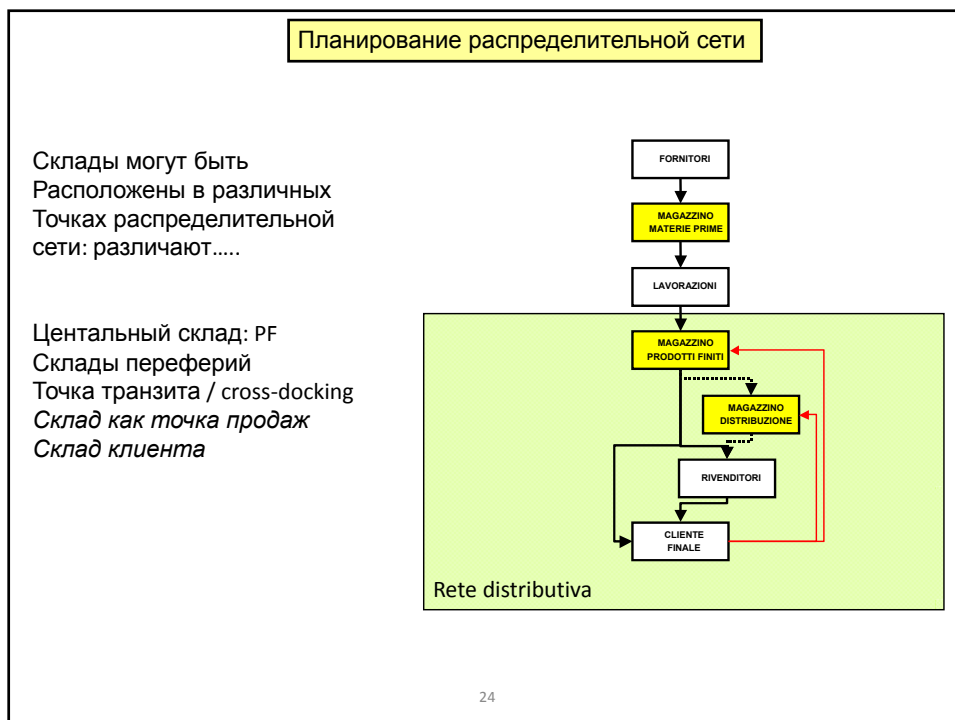 Планирование распределительной сети
Склады могут быть
Расположены в различных
Точках распределительной
сети: различают…..
Центальный склад: PF
Склады переферий
Точка транзита / cross-docking
Склад как точка продаж
Склад клиента
FORNITORI
MAGAZZINO
MATERIE PRIME
LAVORAZIONI
MAGAZZINO
PRODOTTI FINITI
MAGAZZINO
DISTRIBUZIONE
RIVENDITORI
CLIENTE
FINALE
Rete distributiva
24